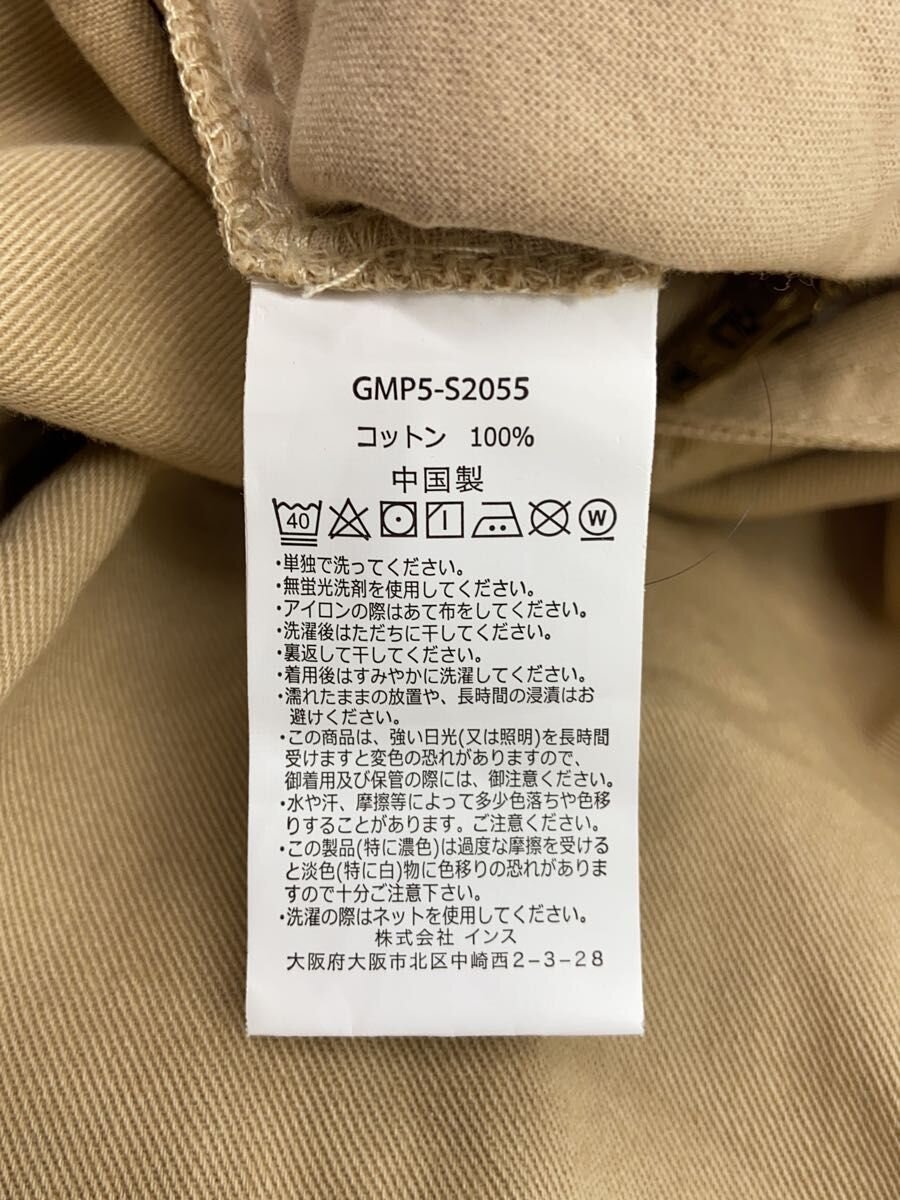 GMP5-S2055
コットン 100%
中国製
40 W
・単独で洗ってください。
・無蛍光洗剤を使用してください。
・アイロンの際はあて布をしてください。
・洗濯後はただちに干してください。
・裏返して干してください。
・着用後はすみやかに洗濯してください。
・濡れたままの放置や、長時間の浸漬はお
避けください。
・この商品は、強い日光(又は照明)を長時間
受けますと変色の恐れがありますので、
御着用及び保管の際には、御注意ください。
・水や汗、摩擦等によって多少色落ちや色移
りすることがあります。ご注意ください。
・この製品(特に濃色)は過度な摩擦を受ける
と淡色(特に白)物に色移りの恐れがありま
すので十分ご注意下さい。
・洗濯の際はネットを使用してください。
株式会社 インス
大阪府大阪市北区中崎西2-3-28